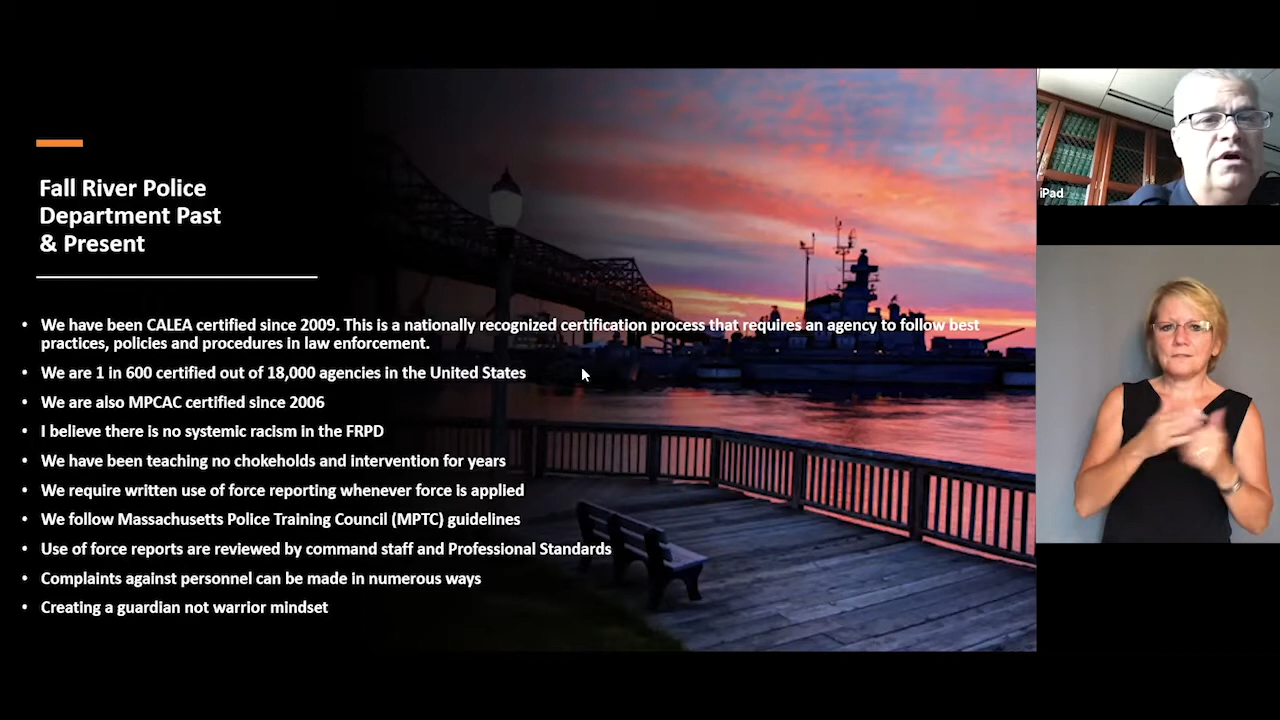 Fall River Police
Department Past
& Present
• We have been CALEA certified since 2009. This is a nationally recognized certification process that requires an agency to follow best
practices, policies and procedures in law enforcement.
• We are 1 in 600 certified out of 18,000 agencies in the United States
• We are also MPCAC certified since 2006
• I believe there is no systemic racism in the FRPD
• We have been teaching no chokeholds and intervention for years
• We require written use of force reporting whenever force is applied
• We follow Massachusetts Police Training Council (MPTC) guidelines
• Use of force reports are reviewed by command staff and Professional Standards
• Complaints against personnel can be made in numerous ways
• Creating a guardian not warrior mindset
iPad